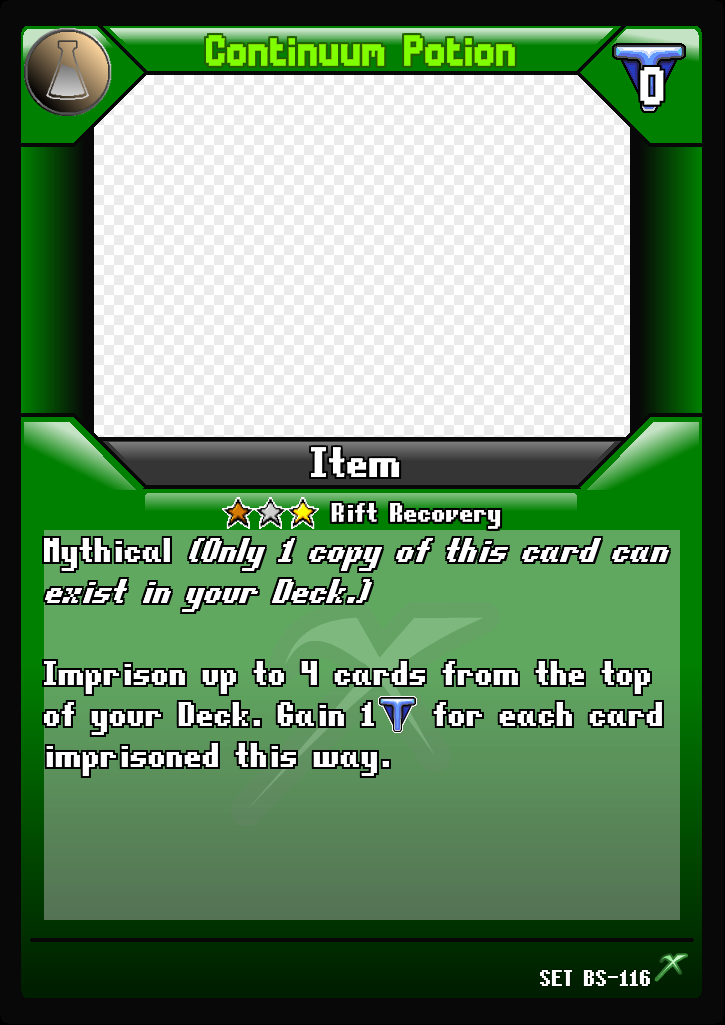 Continuum Potion
0
Item
Rift Recovery
Mythical (Only 1 copy of this card can
exist in your Deck.)
Imprison up to 4 cards from the top
of your Deck. Gain 1T for each card
imprisoned this way.
SET BS-116